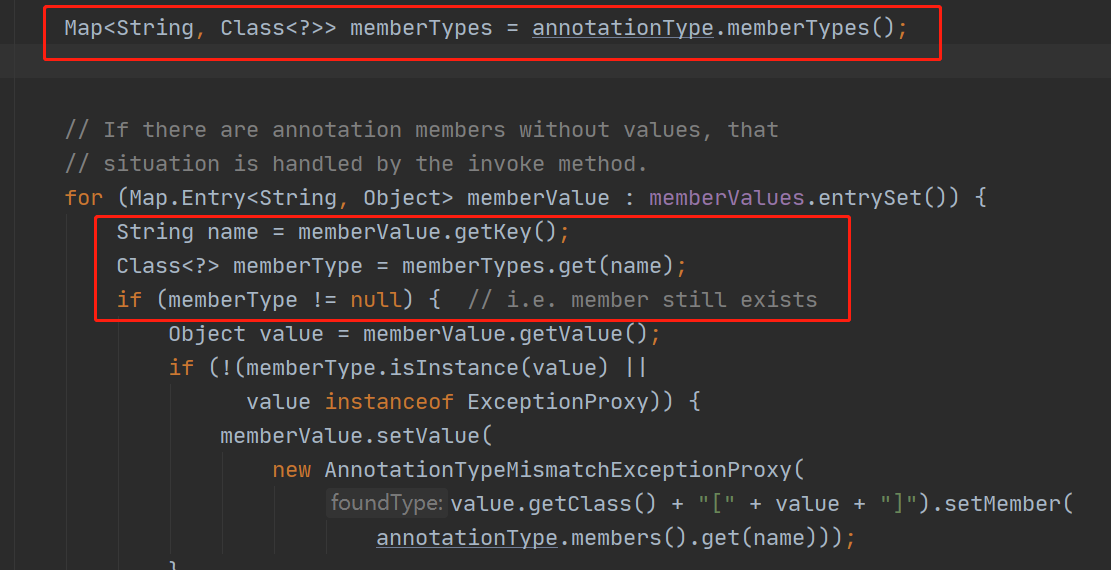 Map<String, Class<?>> memberTypes = annotationType.memberTypes();
// If there are annotation members without values, that
// situation is handled by the invoke method.
for (Map.Entry<String, Object> memberValue : memberValues.entrySet()) {
String name = memberValue.getKey();
Class<?> memberType = memberTypes.get(name);
if (memberType != null) {  // i.e. member still exists
Object value = memberValue.getValue();
if (!(memberType.isInstance(value) ||
value instanceof ExceptionProxy)) {
memberValue.setValue(
new AnnotationTypeMismatchExceptionProxy(
foundType: value.getClass() + "[" + value + "]").setMember(
annotationType.members().get(name)));
}